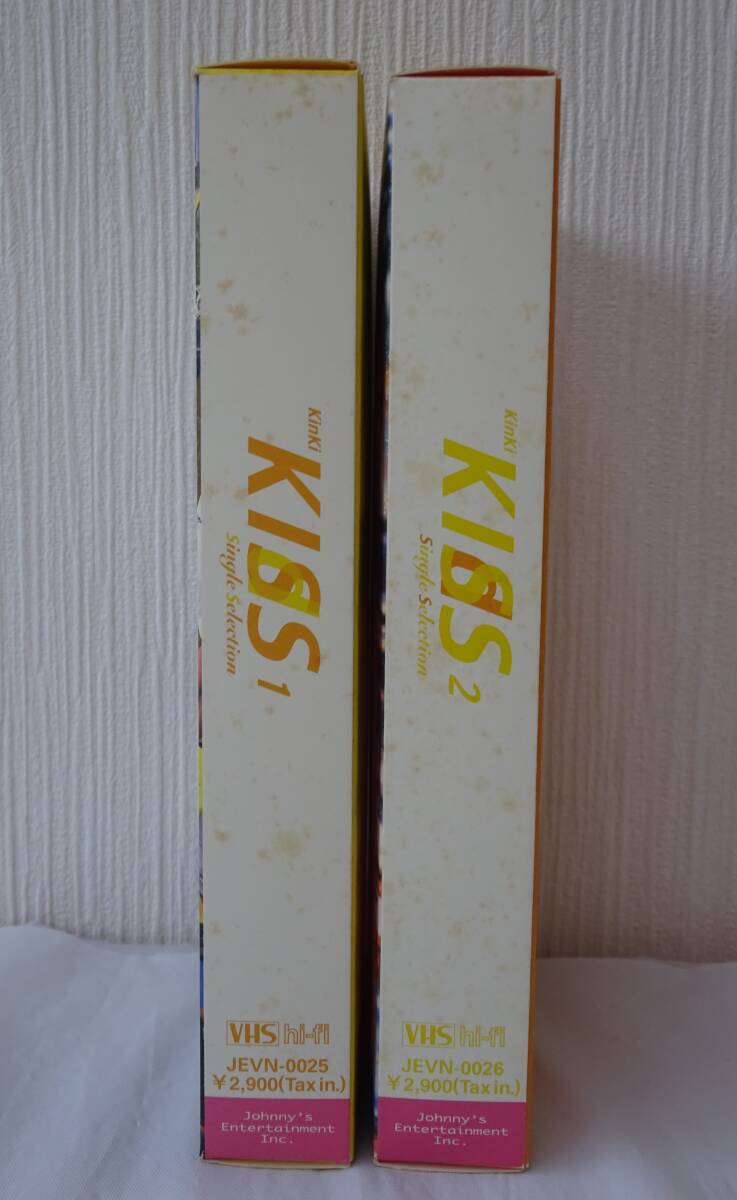 KinKi
KISS 1
Single Selection
VHS hi-fi
JEVN-0025
¥2,900(Tax in.)
Johnny's
Entertainment
Inc.
KinKi
KISS 2
Single Selection
VHS hi-fi
JEVN-0026
¥2,900(Tax in.)
Johnny's
Entertainment
Inc.